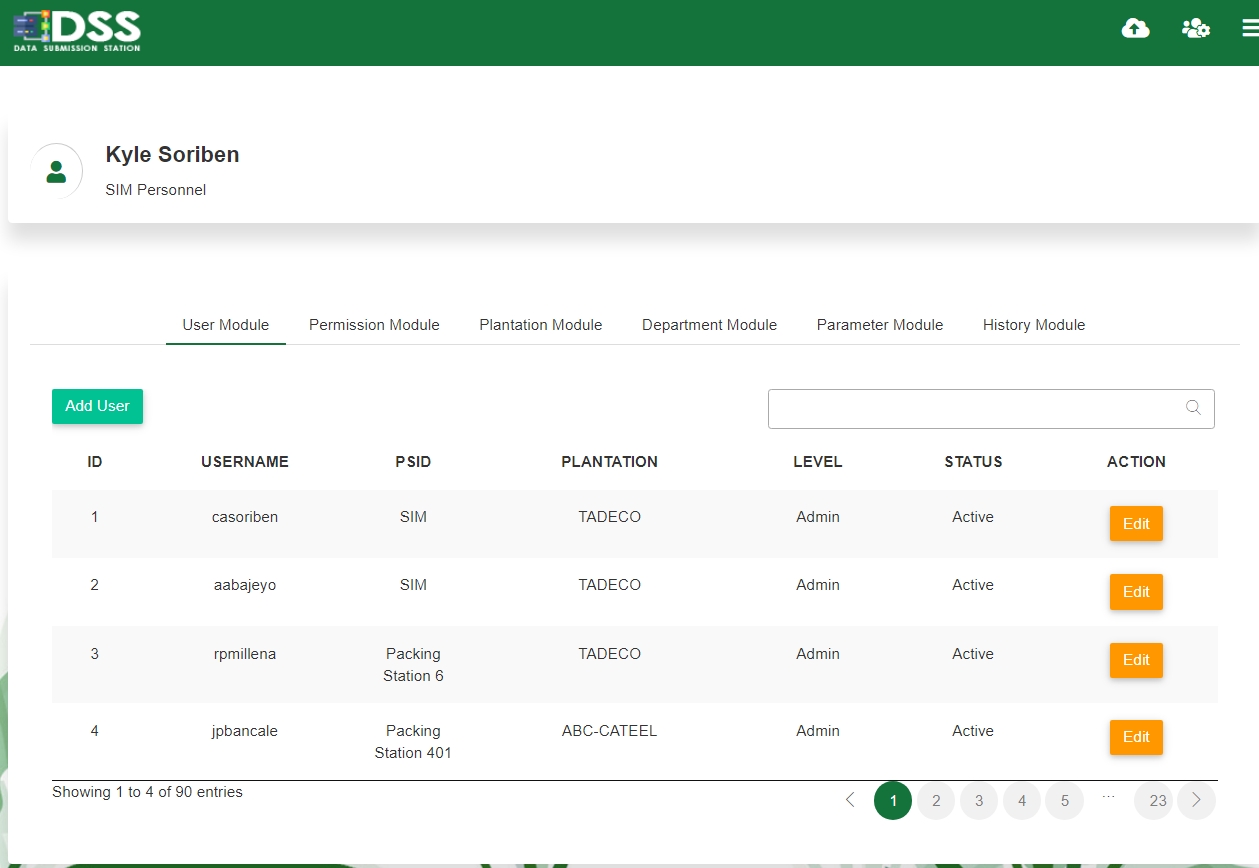 DSS
DATA SUBMISSION STATION
Kyle Soriben
SIM Personnel
User Module Permission Module Plantation Module Department Module Parameter Module History Module
Add User
ID USERNAME PSID PLANTATION LEVEL STATUS ACTION
1 casoriben SIM TADECO Admin Active Edit
2 aabajeyo SIM TADECO Admin Active Edit
3 rpmillena Packing Station 6 TADECO Admin Active Edit
4 jpbancale Packing Station 401 ABC-CATEEL Admin Active Edit
Showing 1 to 4 of 90 entries
1 2 3 4 5 ... 23